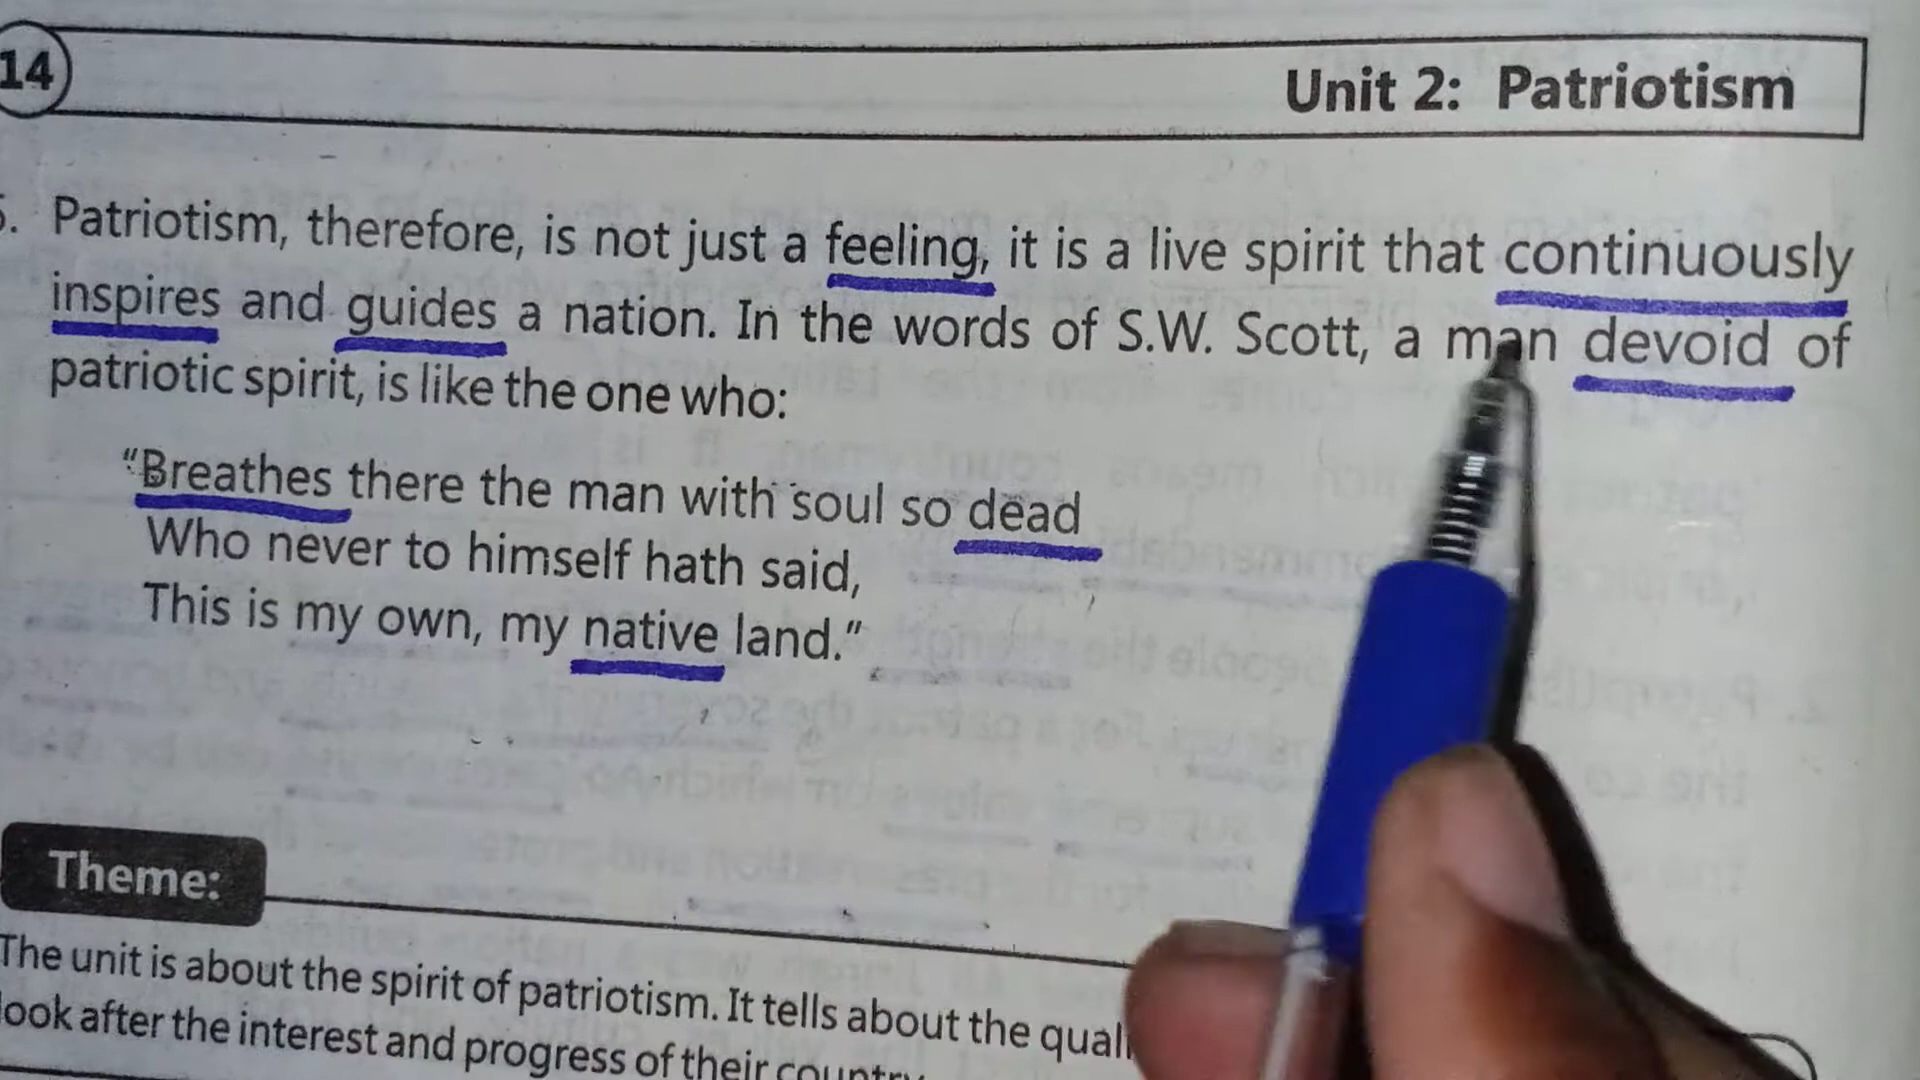 14
Unit 2: Patriotism
5. Patriotism, therefore, is not just a feeling, it is a live spirit that continuously
inspires and guides a nation. In the words of S.W. Scott, a man devoid of
patriotic spirit, is like the one who:
“Breathes there the man with soul so dead
Who never to himself hath said,
This is my own, my native land.”
Theme:
The unit is about the spirit of patriotism. It tells about the
look after the interest and progress of their country.